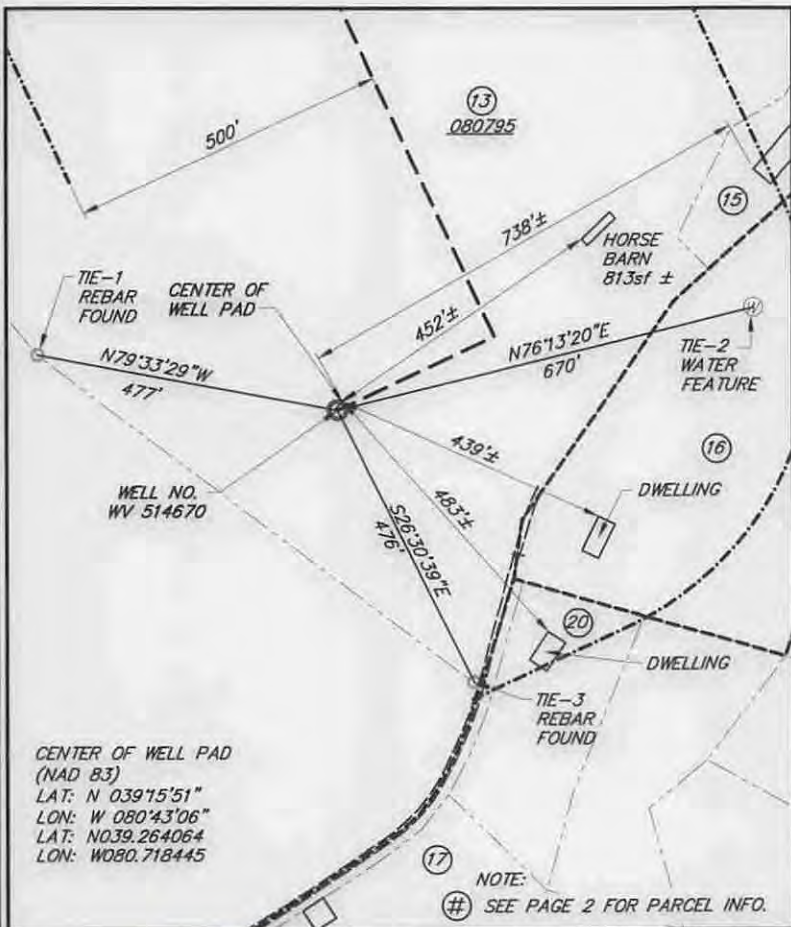 500'
13
080795
738'±
15
HORSE
BARN
813sf ±
452'±
TIE-1
REBAR
FOUND
CENTER OF
WELL PAD
N79°33'29"W
477'
N76°13'20"E
670'
TIE-2
WATER
FEATURE
W
439'±
16
483'±
DWELLING
WELL NO.
WV 514670
S26°30'39"E
476'
20
DWELLING
TIE-3
REBAR
FOUND
CENTER OF WELL PAD
(NAD 83)
LAT: N 039°15'51"
LON: W 080°43'06"
LAT: N039.264064
LON: W080.718445
17
NOTE:
# SEE PAGE 2 FOR PARCEL INFO.